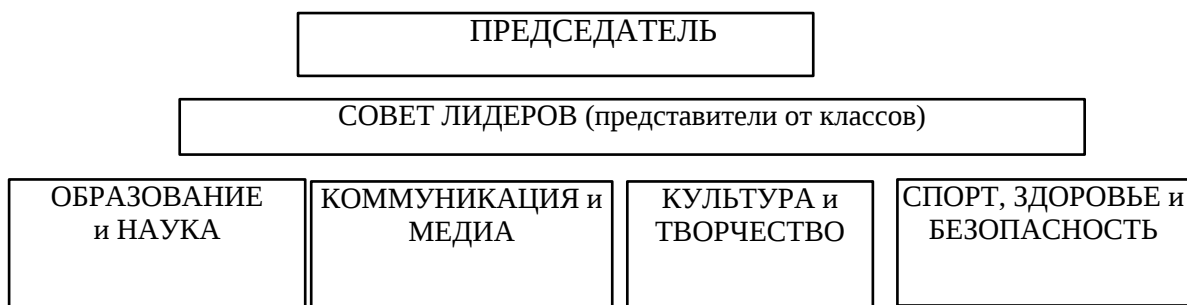 ПРЕДСЕДАТЕЛЬ
СОВЕТ ЛИДЕРОВ (представители от классов)
ОБРАЗОВАНИЕ
и НАУКА
КОММУНИКАЦИЯ и
МЕДИА
КУЛЬТУРА и
ТВОРЧЕСТВО
СПОРТ, ЗДОРОВЬЕ и
БЕЗОПАСНОСТЬ